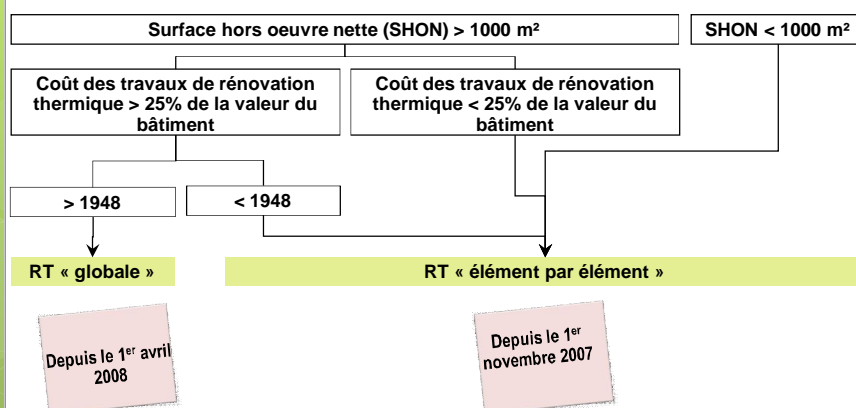 Surface hors oeuvre nette (SHON) > 1000 m²
SHON < 1000 m²
Coût des travaux de rénovation
thermique > 25% de la valeur du
bâtiment
Coût des travaux de rénovation
thermique < 25% de la valeur du
bâtiment
> 1948
< 1948
RT « globale »
RT « élément par élément »
Depuis le 1er avril
2008
Depuis le 1er
novembre 2007